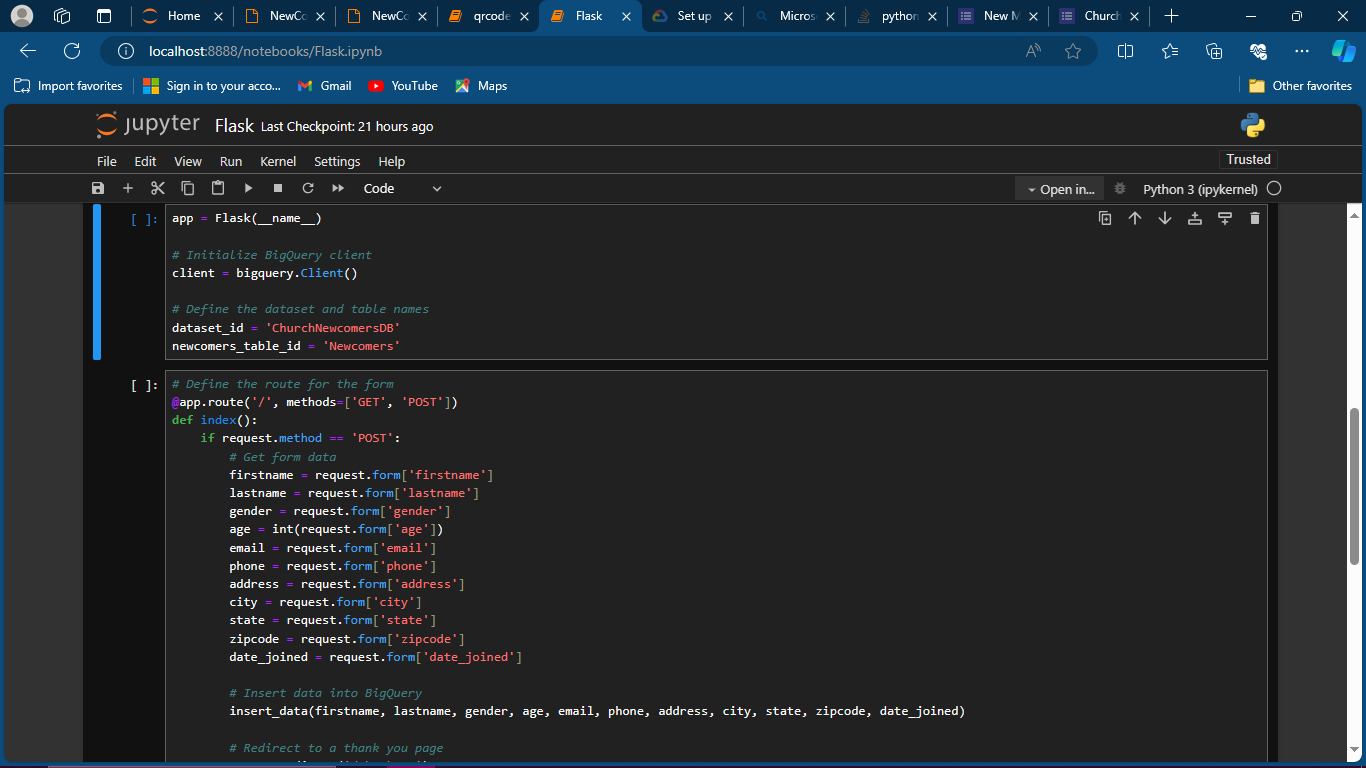 Home
NewCo
NewCo
qrcode
Flask
Set up
Micros
python
New M
Church
localhost:8888/notebooks/Flask.ipynb
Import favorites
Sign in to your acco...
Gmail
YouTube
Maps
Other favorites
jupyter Flask Last Checkpoint: 21 hours ago
File Edit View Run Kernel Settings Help
Trusted
Code
Open in...
Python 3 (ipykernel)
[ ]: app = Flask(__name__)
# Initialize BigQuery client
client = bigquery.Client()
# Define the dataset and table names
dataset_id = 'ChurchNewcomersDB'
newcomers_table_id = 'Newcomers'
[ ]: # Define the route for the form
@app.route('/', methods=['GET', 'POST'])
def index():
if request.method == 'POST':
# Get form data
firstname = request.form['firstname']
lastname = request.form['lastname']
gender = request.form['gender']
age = int(request.form['age'])
email = request.form['email']
phone = request.form['phone']
address = request.form['address']
city = request.form['city']
state = request.form['state']
zipcode = request.form['zipcode']
date_joined = request.form['date_joined']
# Insert data into BigQuery
insert_data(firstname, lastname, gender, age, email, phone, address, city, state, zipcode, date_joined)
# Redirect to a thank you page